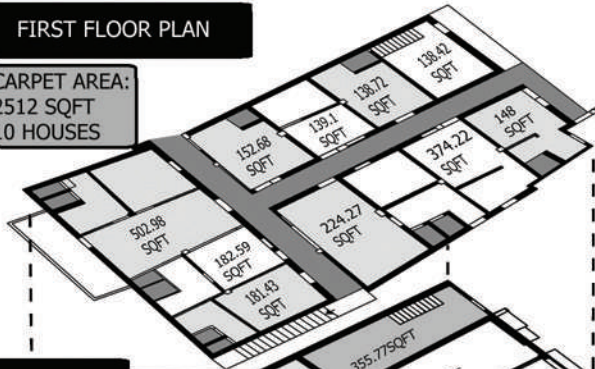 FIRST FLOOR PLAN
CARPET AREA:
2512 SQFT
10 HOUSES
138.42
SQFT
138.72
SQFT
139.1
SQFT
152.68
SQFT
148
SQFT
374.22
SQFT
224.27
SQFT
502.98
SQFT
182.59
SQFT
181.43
SQFT
355.77SQFT